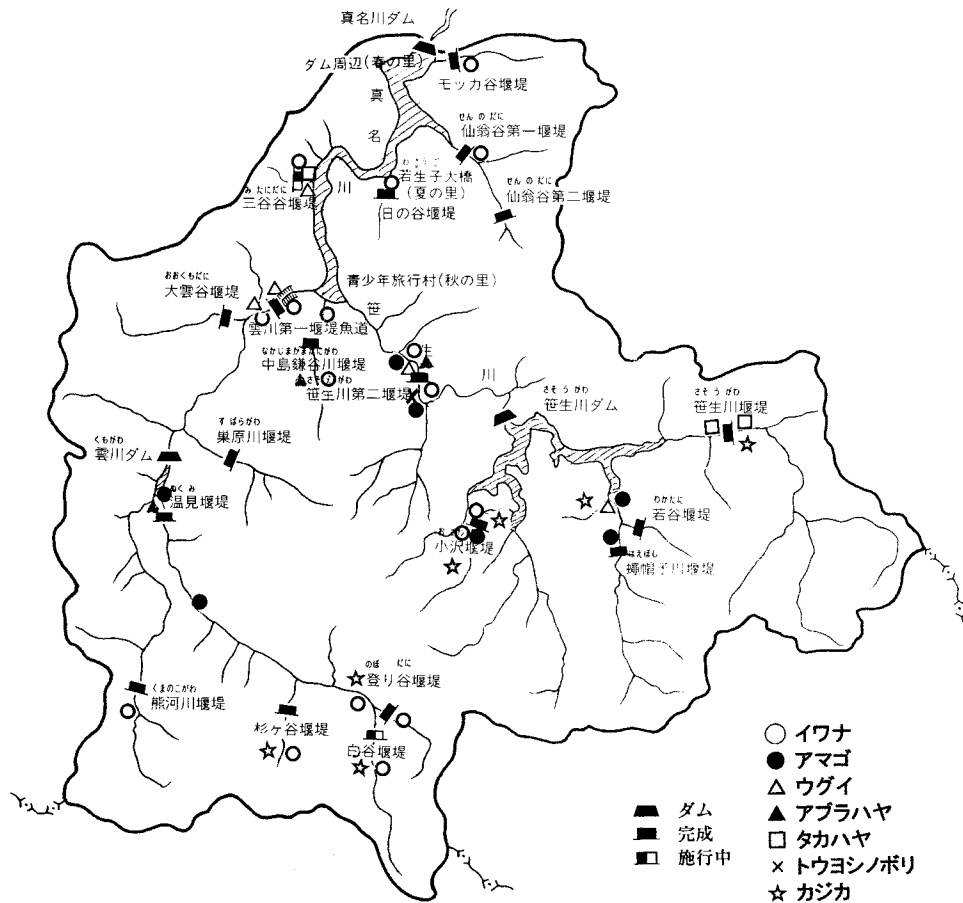 真名川ダム
ダム周辺(春の里)
モッカ谷堰堤
真
名
川
せんのだに
仙翁谷第一堰堤
わかご
若生子大橋
(夏の里)
みたにだに
三谷谷堰堤
日の谷堰堤
せんのだに
仙翁谷第二堰堤
おおくもだに
大雲谷堰堤
青少年旅行村(秋の里)
笹
生
川
雲川第一堰堤魚道
なかじまかまたにがわ
中島鎌谷川堰堤
笹生川第二堰堤
さそうがわ
笹生川ダム
さそうがわ
笹生川堰堤
すばらがわ
巣原川堰堤
くもがわ
雲川ダム
ぬくみ
温見堰堤
わかたに
若谷堰堤
小沢堰堤
はえぼし
帽子川堰堤
のぼ だに
登り谷堰堤
くまのこがわ
熊河川堰堤
杉ヶ谷堰堤
白谷堰堤
イワナ
アマゴ
ウグイ
アブラハヤ
タカハヤ
トウヨシノボリ
カジカ
ダム
完成
施行中